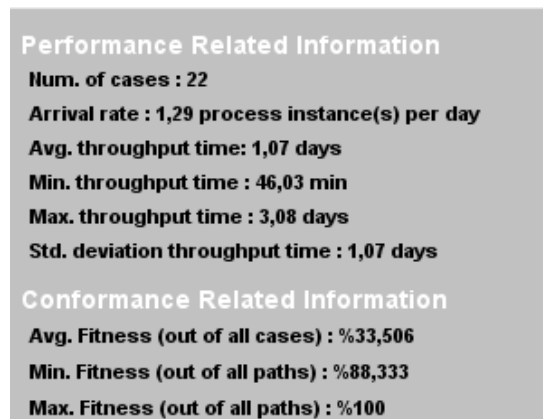 Performance Related Information
Num. of cases : 22
Arrival rate : 1,29 process instance(s) per day
Avg. throughput time: 1,07 days
Min. throughput time : 46,03 min
Max. throughput time : 3,08 days
Std. deviation throughput time : 1,07 days
Conformance Related Information
Avg. Fitness (out of all cases) : %33,506
Min. Fitness (out of all paths) : %88,333
Max. Fitness (out of all paths) : %100